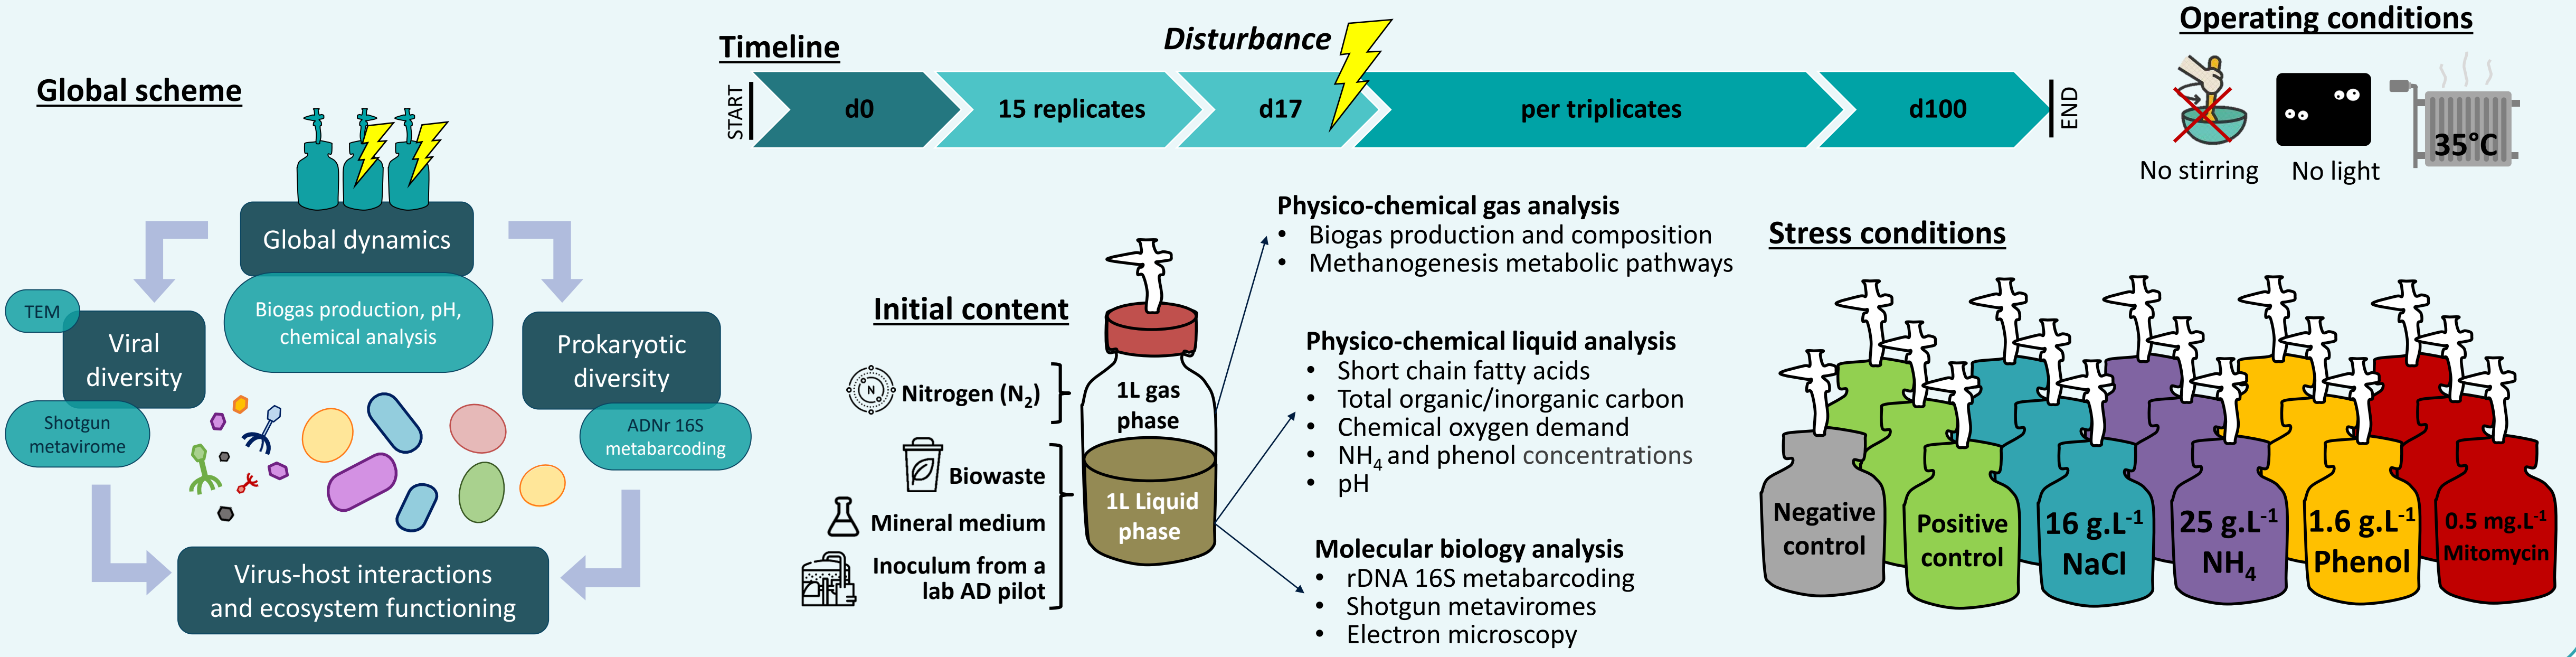 Global scheme
Global dynamics
Biogas production, pH,
chemical analysis
TEM
Viral
diversity
Shotgun
metavirome
Prokaryotic
diversity
ADNr 16S
metabarcoding
Virus-host interactions
and ecosystem functioning
Timeline
Disturbance
START
d0
15 replicates
d17
per triplicates
d100
END
Operating conditions
No stirring
No light
35°C
Initial content
N
Nitrogen (N₂)
Biowaste
Mineral medium
Inoculum from a
lab AD pilot
1L gas
phase
1L Liquid
phase
Physico-chemical gas analysis
• Biogas production and composition
• Methanogenesis metabolic pathways
Physico-chemical liquid analysis
• Short chain fatty acids
• Total organic/inorganic carbon
• Chemical oxygen demand
• NH₄ and phenol concentrations
• pH
Molecular biology analysis
• rDNA 16S metabarcoding
• Shotgun metaviromes
• Electron microscopy
Stress conditions
Negative
control
Positive
control
16 g.L⁻¹
NaCl
25 g.L⁻¹
NH₄
1.6 g.L⁻¹
Phenol
0.5 mg.L⁻¹
Mitomycin